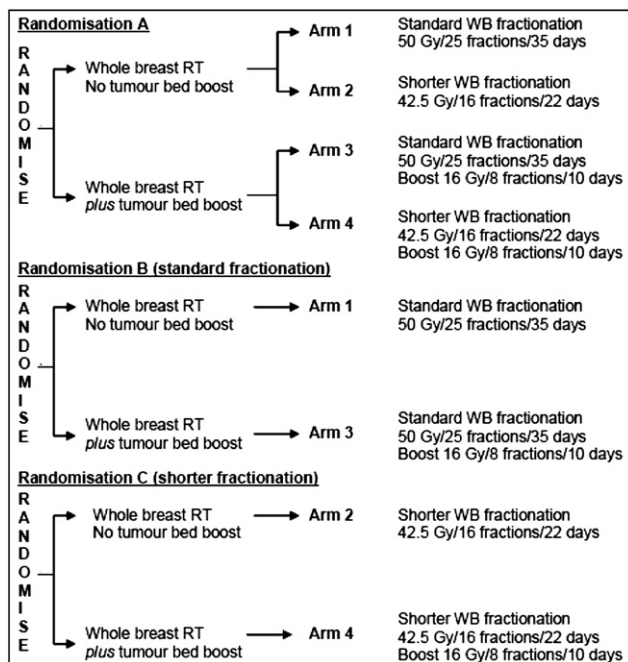 Randomisation A
RANDOMISE
Whole breast RT
No tumour bed boost
Arm 1
Standard WB fractionation
50 Gy/25 fractions/35 days
Arm 2
Shorter WB fractionation
42.5 Gy/16 fractions/22 days
Whole breast RT
plus tumour bed boost
Arm 3
Standard WB fractionation
50 Gy/25 fractions/35 days
Boost 16 Gy/8 fractions/10 days
Arm 4
Shorter WB fractionation
42.5 Gy/16 fractions/22 days
Boost 16 Gy/8 fractions/10 days
Randomisation B (standard fractionation)
RANDOMISE
Whole breast RT
No tumour bed boost
Arm 1
Standard WB fractionation
50 Gy/25 fractions/35 days
Whole breast RT
plus tumour bed boost
Arm 3
Standard WB fractionation
50 Gy/25 fractions/35 days
Boost 16 Gy/8 fractions/10 days
Randomisation C (shorter fractionation)
RANDOMISE
Whole breast RT
No tumour bed boost
Arm 2
Shorter WB fractionation
42.5 Gy/16 fractions/22 days
Whole breast RT
plus tumour bed boost
Arm 4
Shorter WB fractionation
42.5 Gy/16 fractions/22 days
Boost 16 Gy/8 fractions/10 days